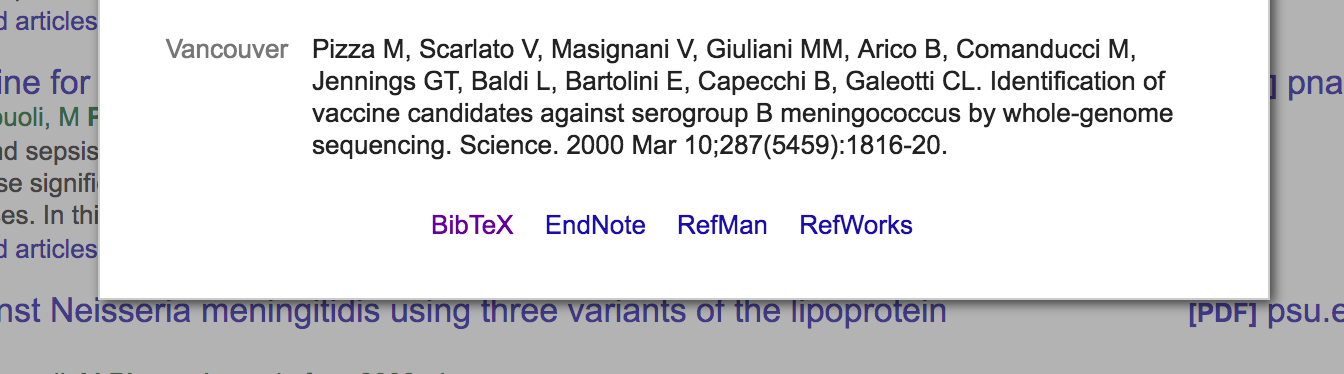 d articles
Vancouver Pizza M, Scarlato V, Masignani V, Giuliani MM, Arico B, Comanducci M,
Jennings GT, Baldi L, Bartolini E, Capecchi B, Galeotti CL. Identification of
ine for pna
vaccine candidates against serogroup B meningococcus by whole-genome
uoli, M
sequencing. Science. 2000 Mar 10;287(5459):1816-20.
d sepsis
se signifi
es. In thi
BibTeX EndNote RefMan RefWorks
d articles
nst Neisseria meningitidis using three variants of the lipoprotein [PDF] psu.e